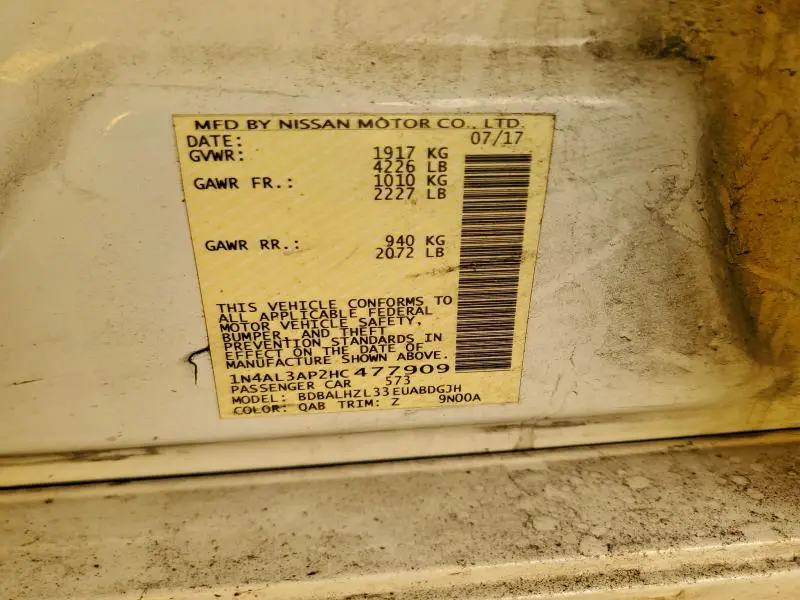 MFD BY NISSAN MOTOR CO., LTD.
DATE: 07/17
GVWR: 1917 KG
4226 LB
GAWR FR.: 1010 KG
2227 LB
GAWR RR.: 940 KG
2072 LB
THIS VEHICLE CONFORMS TO
ALL APPLICABLE FEDERAL
MOTOR VEHICLE SAFETY,
BUMPER, AND THEFT
PREVENTION STANDARDS IN
EFFECT ON THE DATE OF
MANUFACTURE SHOWN ABOVE.
1N4AL3AP2HC477909
PASSENGER CAR 573
MODEL: BDBALHZL33EUABDGJH
COLOR: QAB TRIM: Z 9N00A